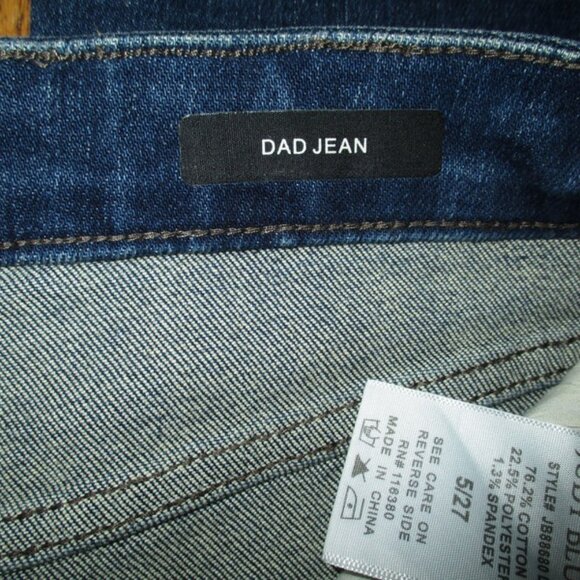 DAD JEAN
STYLE# JB88680
76.2% COTTON
22.5% POLYESTER
1.3% SPANDEX
5/27
SEE CARE ON
REVERSE SIDE
RN# 116380
MADE IN CHINA